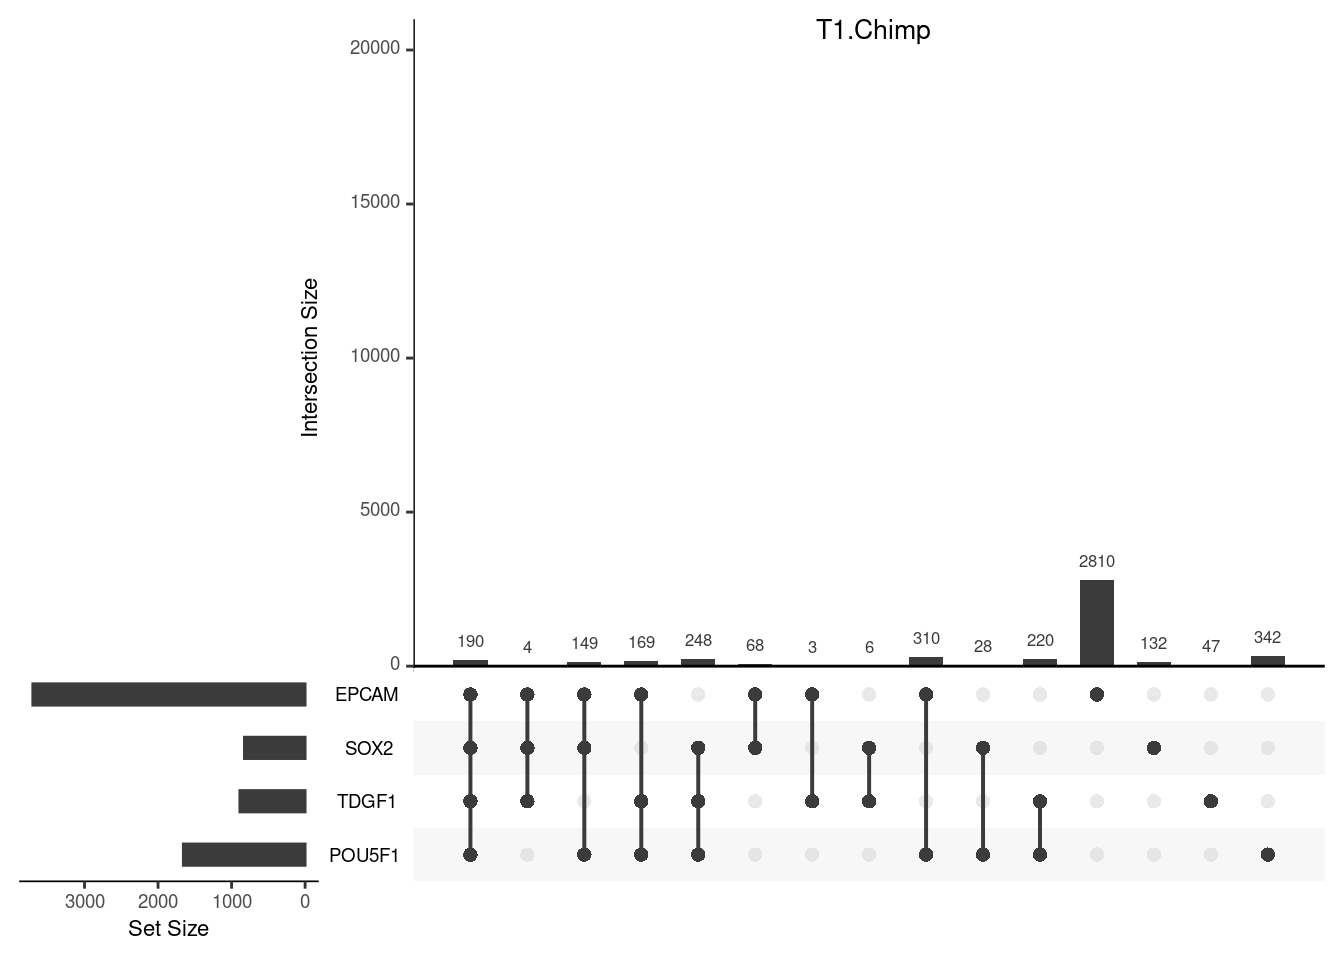 T1.Chimp
20000
15000
10000
5000
0
Intersection Size
2810
190 4 149 169 248 68 3 6 310 28 220 132 47 342
EPCAM
SOX2
TDGF1
POU5F1
3000 2000 1000 0
Set Size